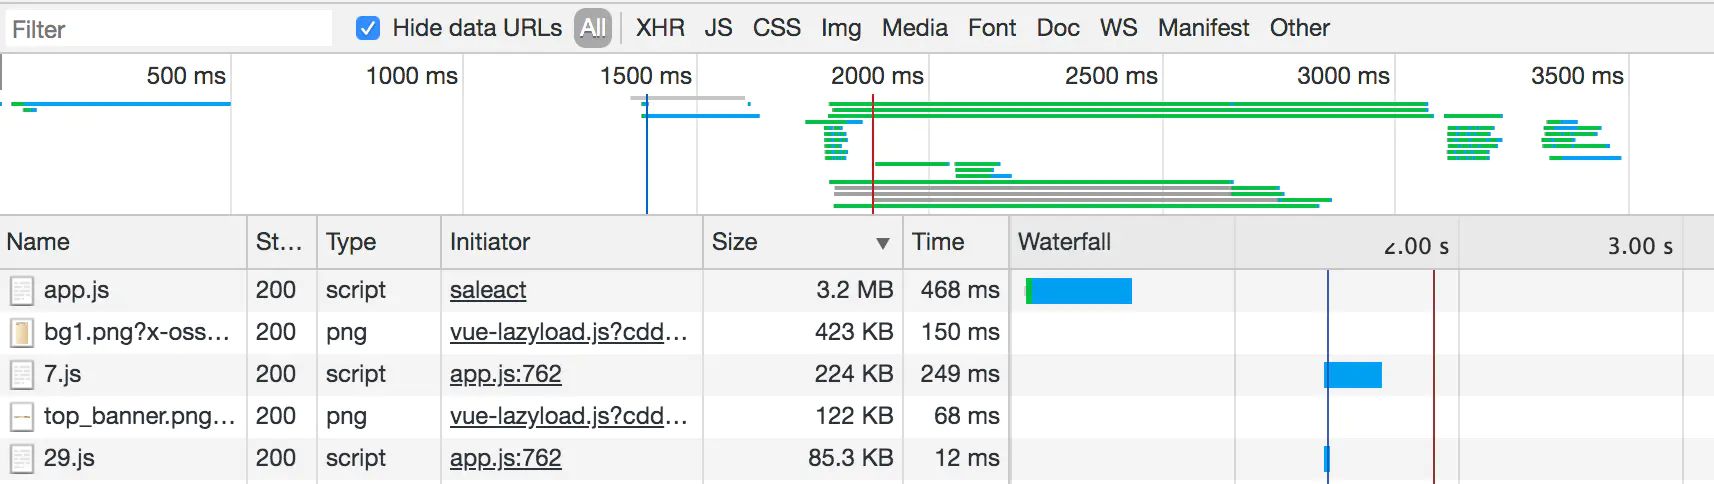 Filter Hide data URLs All XHR JS CSS Img Media Font Doc WS Manifest Other
500 ms 1000 ms 1500 ms 2000 ms 2500 ms 3000 ms 3500 ms
Name St... Type Initiator Size ▼ Time Waterfall 2.00 s 3.00 s
app.js 200 script saleact 3.2 MB 468 ms
bg1.png?x-oss... 200 png vue-lazyload.js?cdd... 423 KB 150 ms
7.js 200 script app.js:762 224 KB 249 ms
top_banner.png... 200 png vue-lazyload.js?cdd... 122 KB 68 ms
29.js 200 script app.js:762 85.3 KB 12 ms